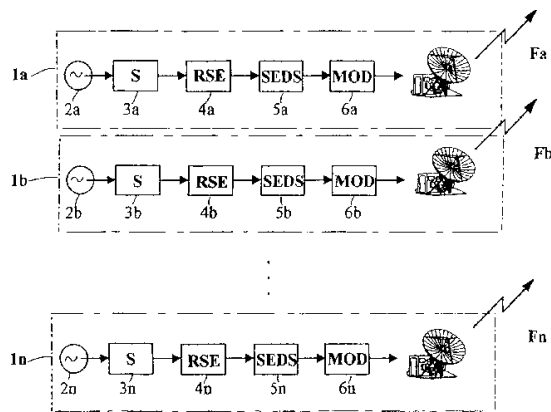 Fa
1a
~ S RSE SEDS MOD
2a 3a 4a 5a 6a
Fb
1b
~ S RSE SEDS MOD
2b 3b 4b 5b 6b
Fn
1n
~ S RSE SEDS MOD
2n 3n 4n 5n 6n